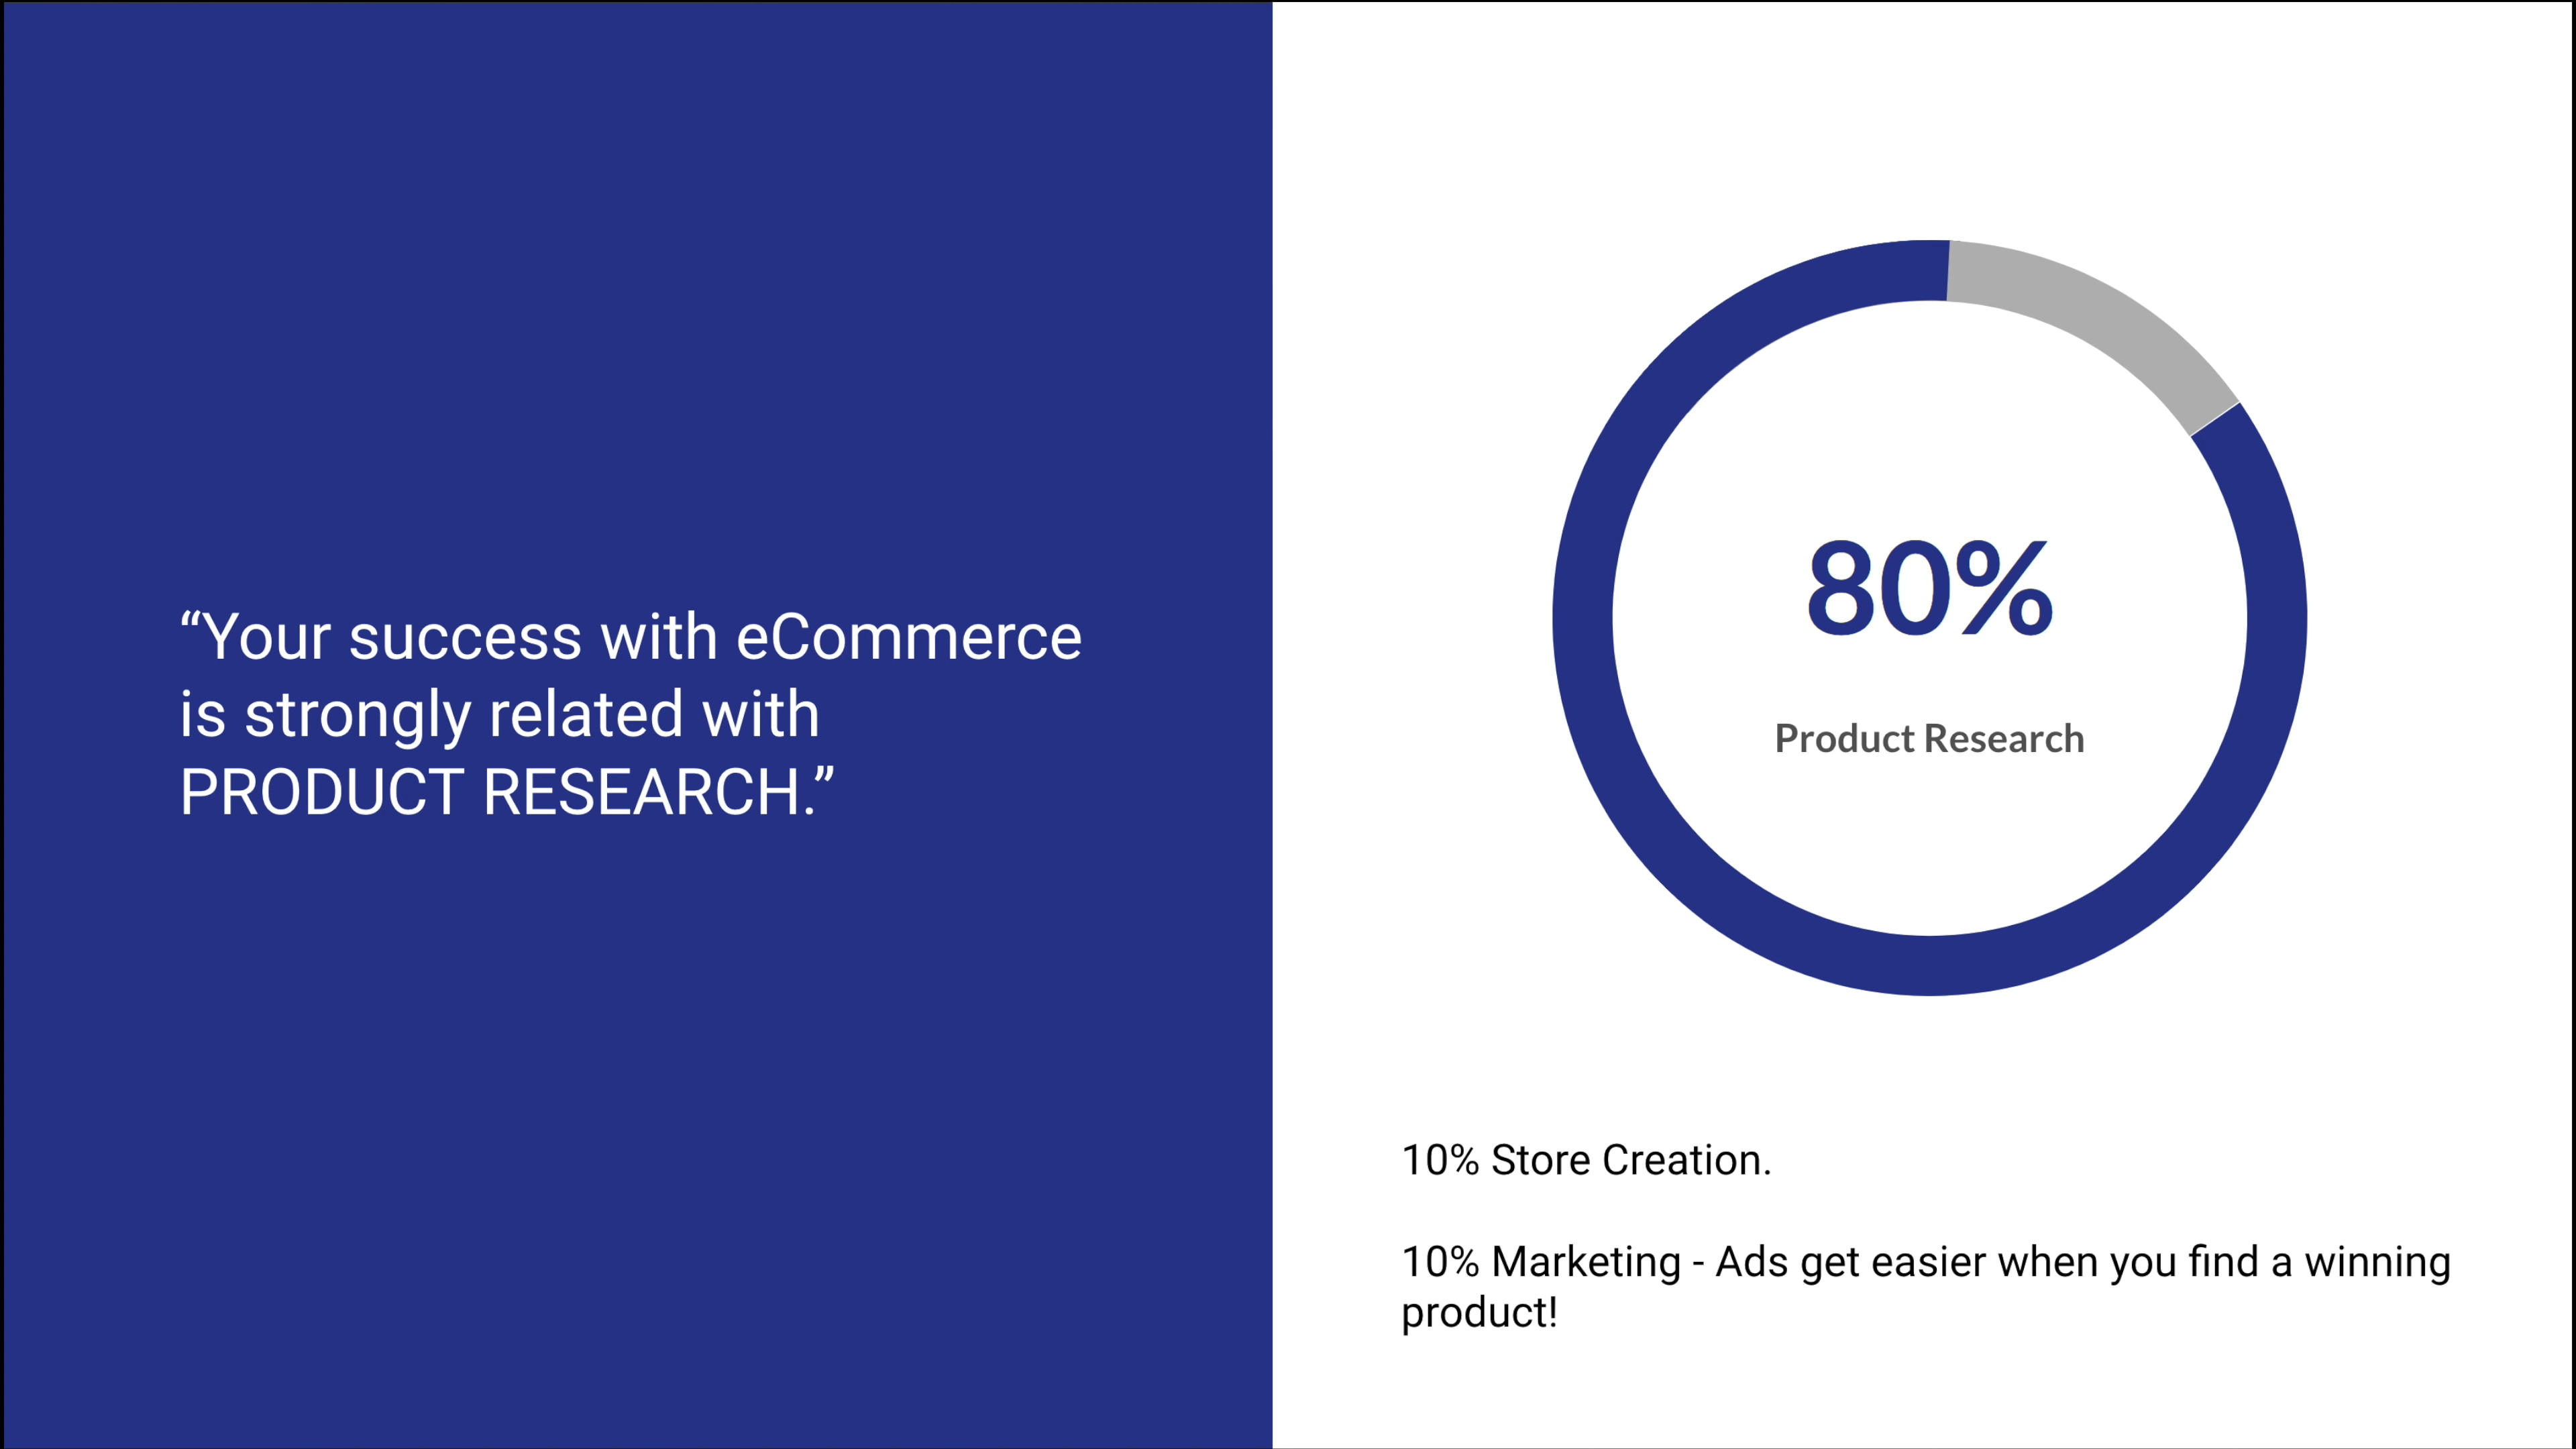 “Your success with eCommerce
is strongly related with
PRODUCT RESEARCH.”
80%
Product Research
10% Store Creation.
10% Marketing - Ads get easier when you find a winning
product!